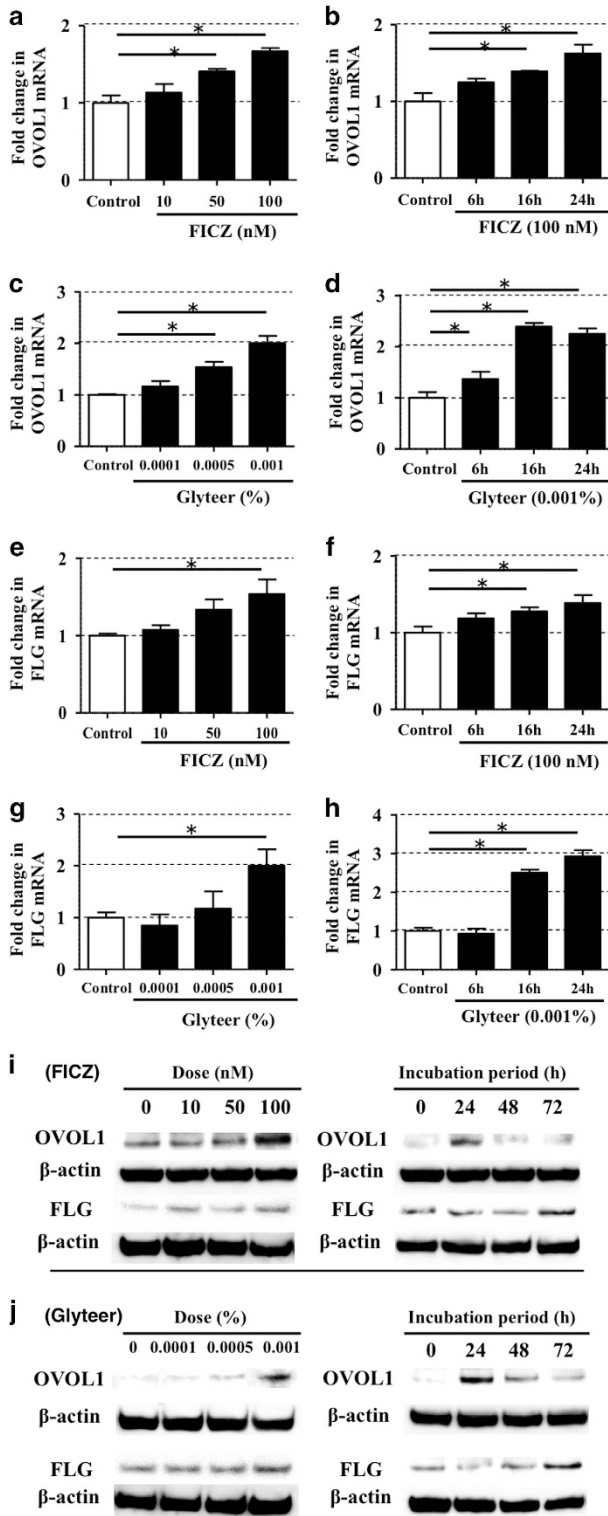 a
Fold change in
OVOL1 mRNA
2
1
0
*
*
Control 10 50 100
FICZ (nM)
b
Fold change in
OVOL1 mRNA
2
1
0
*
*
Control 6h 16h 24h
FICZ (100 nM)
c
Fold change in
OVOL1 mRNA
3
2
1
0
*
*
Control 0.0001 0.0005 0.001
Glyteer (%)
d
Fold change in
OVOL1 mRNA
3
2
1
0
*
*
*
Control 6h 16h 24h
Glyteer (0.001%)
e
Fold change in
FLG mRNA
2
1
0
*
Control 10 50 100
FICZ (nM)
f
Fold change in
FLG mRNA
2
1
0
*
*
Control 6h 16h 24h
FICZ (100 nM)
g
Fold change in
FLG mRNA
3
2
1
0
*
Control 0.0001 0.0005 0.001
Glyteer (%)
h
Fold change in
FLG mRNA
4
3
2
1
0
*
*
Control 6h 16h 24h
Glyteer (0.001%)
i (FICZ)
Dose (nM)
0 10 50 100
OVOL1
β-actin
FLG
β-actin
Incubation period (h)
0 24 48 72
OVOL1
β-actin
FLG
β-actin
j (Glyteer)
Dose (%)
0 0.0001 0.0005 0.001
OVOL1
β-actin
FLG
β-actin
Incubation period (h)
0 24 48 72
OVOL1
β-actin
FLG
β-actin